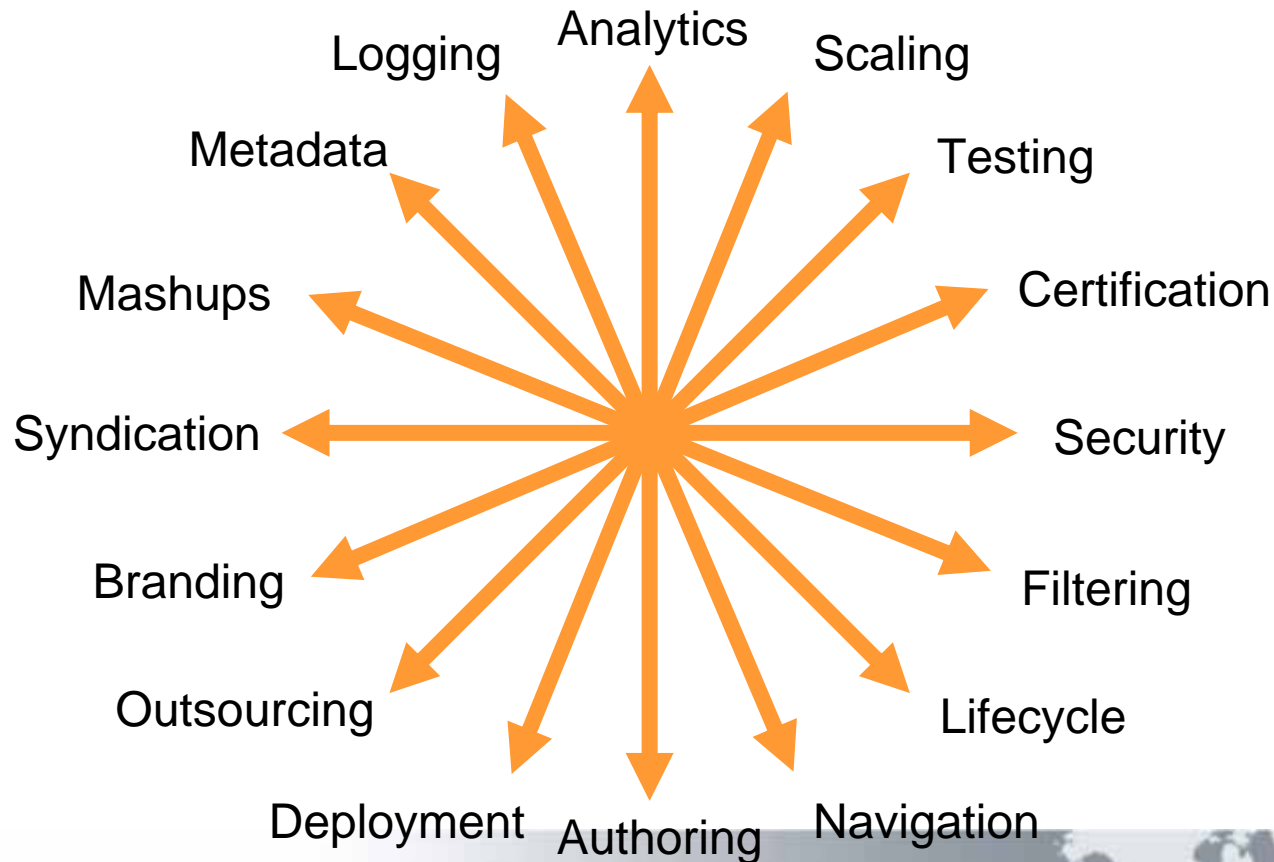 Analytics
Logging
Scaling
Metadata
Testing
Mashups
Certification
Syndication
Security
Branding
Filtering
Outsourcing
Lifecycle
Deployment
Authoring
Navigation